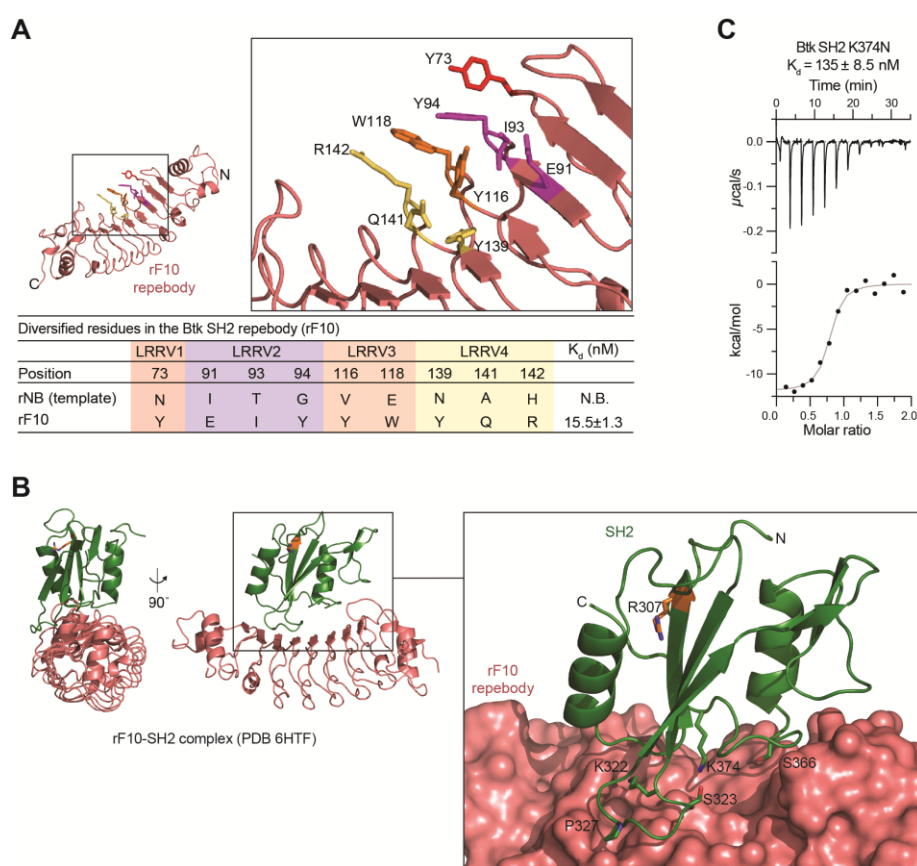 A
Y73
Y94
W118
I93
R142
E91
Y116
Q141
Y139
N
C
rF10
repebody
Diversified residues in the Btk SH2 repebody (rF10)
LRRV1 LRRV2 LRRV3 LRRV4 Kd (nM)
Position 73 91 93 94 116 118 139 141 142
rNB (template) N I T G V E N A H N.B.
rF10 Y E I Y Y W Y Q R 15.5±1.3
C
Btk SH2 K374N
Kd = 135 ± 8.5 nM
Time (min)
0 10 20 30
0.0
-0.1
-0.2
µcal/s
0
-5
-10
kcal/mol
0.0 0.5 1.0 1.5 2.0
Molar ratio
B
90°
rF10-SH2 complex (PDB 6HTF)
SH2
N
C
R307
rF10
repebody
K322
K374
S366
S323
P327